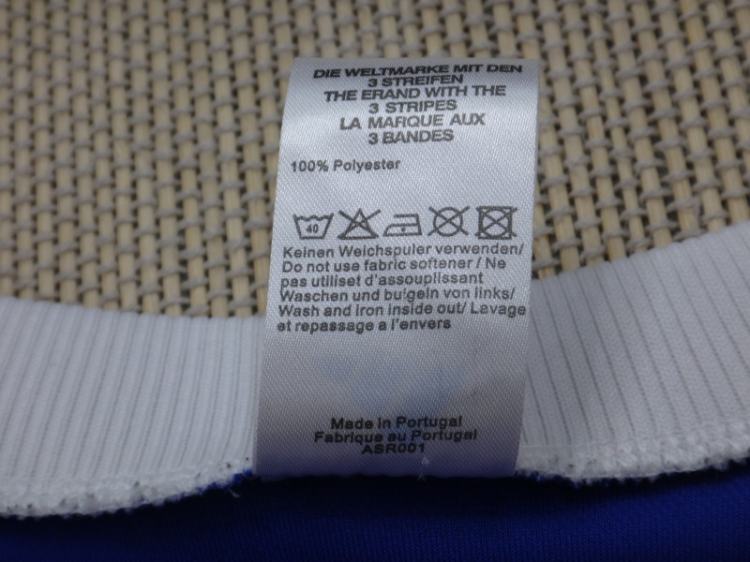 DIE WELTMARKE MIT DEN
3 STREIFEN
THE ERAND WITH THE
3 STRIPES
LA MARQUE AUX
3 BANDES
100% Polyester
40
Keinen Weichspuler verwenden/
Do not use fabric softener / Ne
pas utiliset d'assouplissant
Waschen und bu!geln von links/
Wash and iron inside out/ Lavage
et repassage a l'envers
Made in Portugal
Fabrique au Portugal
ASR001